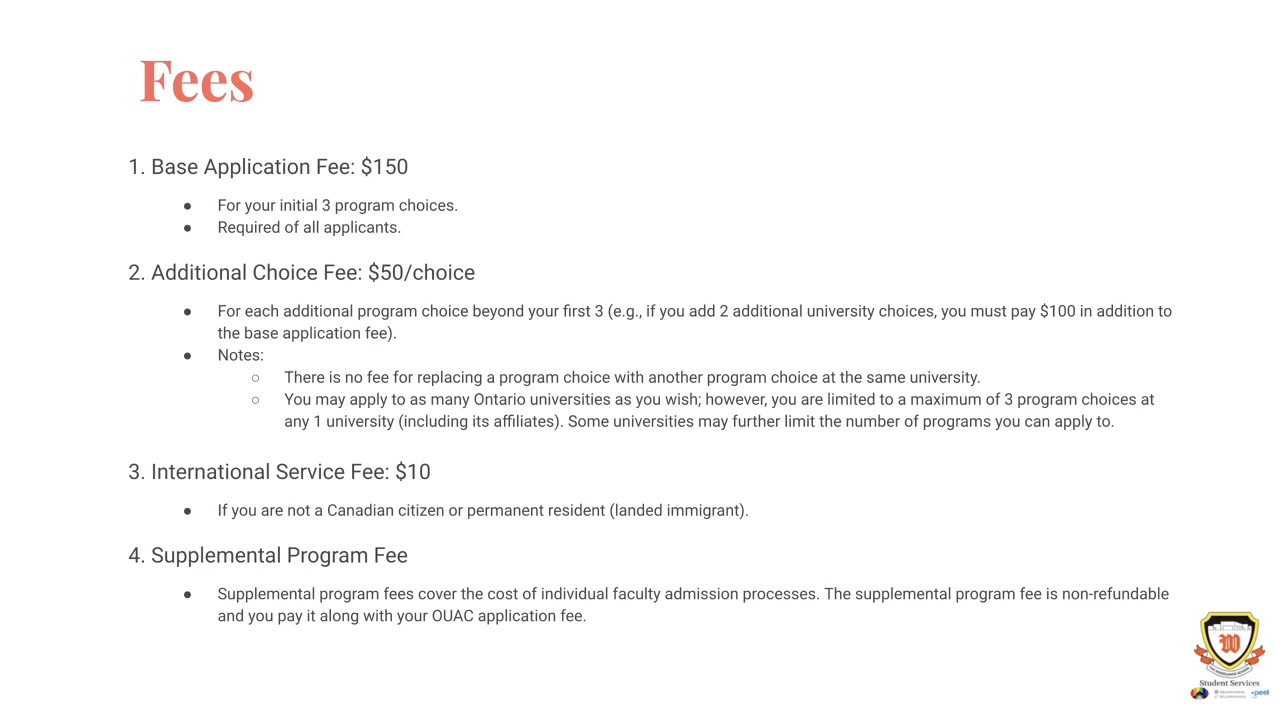 Fees
1. Base Application Fee: $150
● For your initial 3 program choices.
● Required of all applicants.
2. Additional Choice Fee: $50/choice
● For each additional program choice beyond your first 3 (e.g., if you add 2 additional university choices, you must pay $100 in addition to
the base application fee).
● Notes:
○ There is no fee for replacing a program choice with another program choice at the same university.
○ You may apply to as many Ontario universities as you wish; however, you are limited to a maximum of 3 program choices at
any 1 university (including its affiliates). Some universities may further limit the number of programs you can apply to.
3. International Service Fee: $10
● If you are not a Canadian citizen or permanent resident (landed immigrant).
4. Supplemental Program Fee
● Supplemental program fees cover the cost of individual faculty admission processes. The supplemental program fee is non-refundable
and you pay it along with your OUAC application fee.
W
Student Services
peel